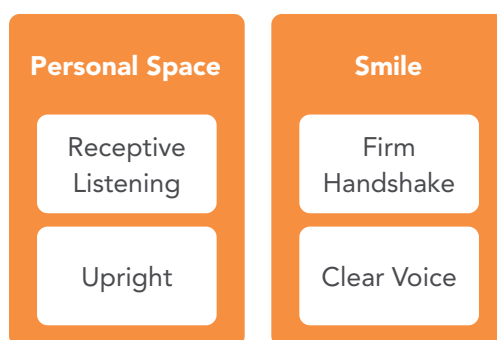 Personal Space
Receptive
Listening
Upright
Smile
Firm
Handshake
Clear Voice